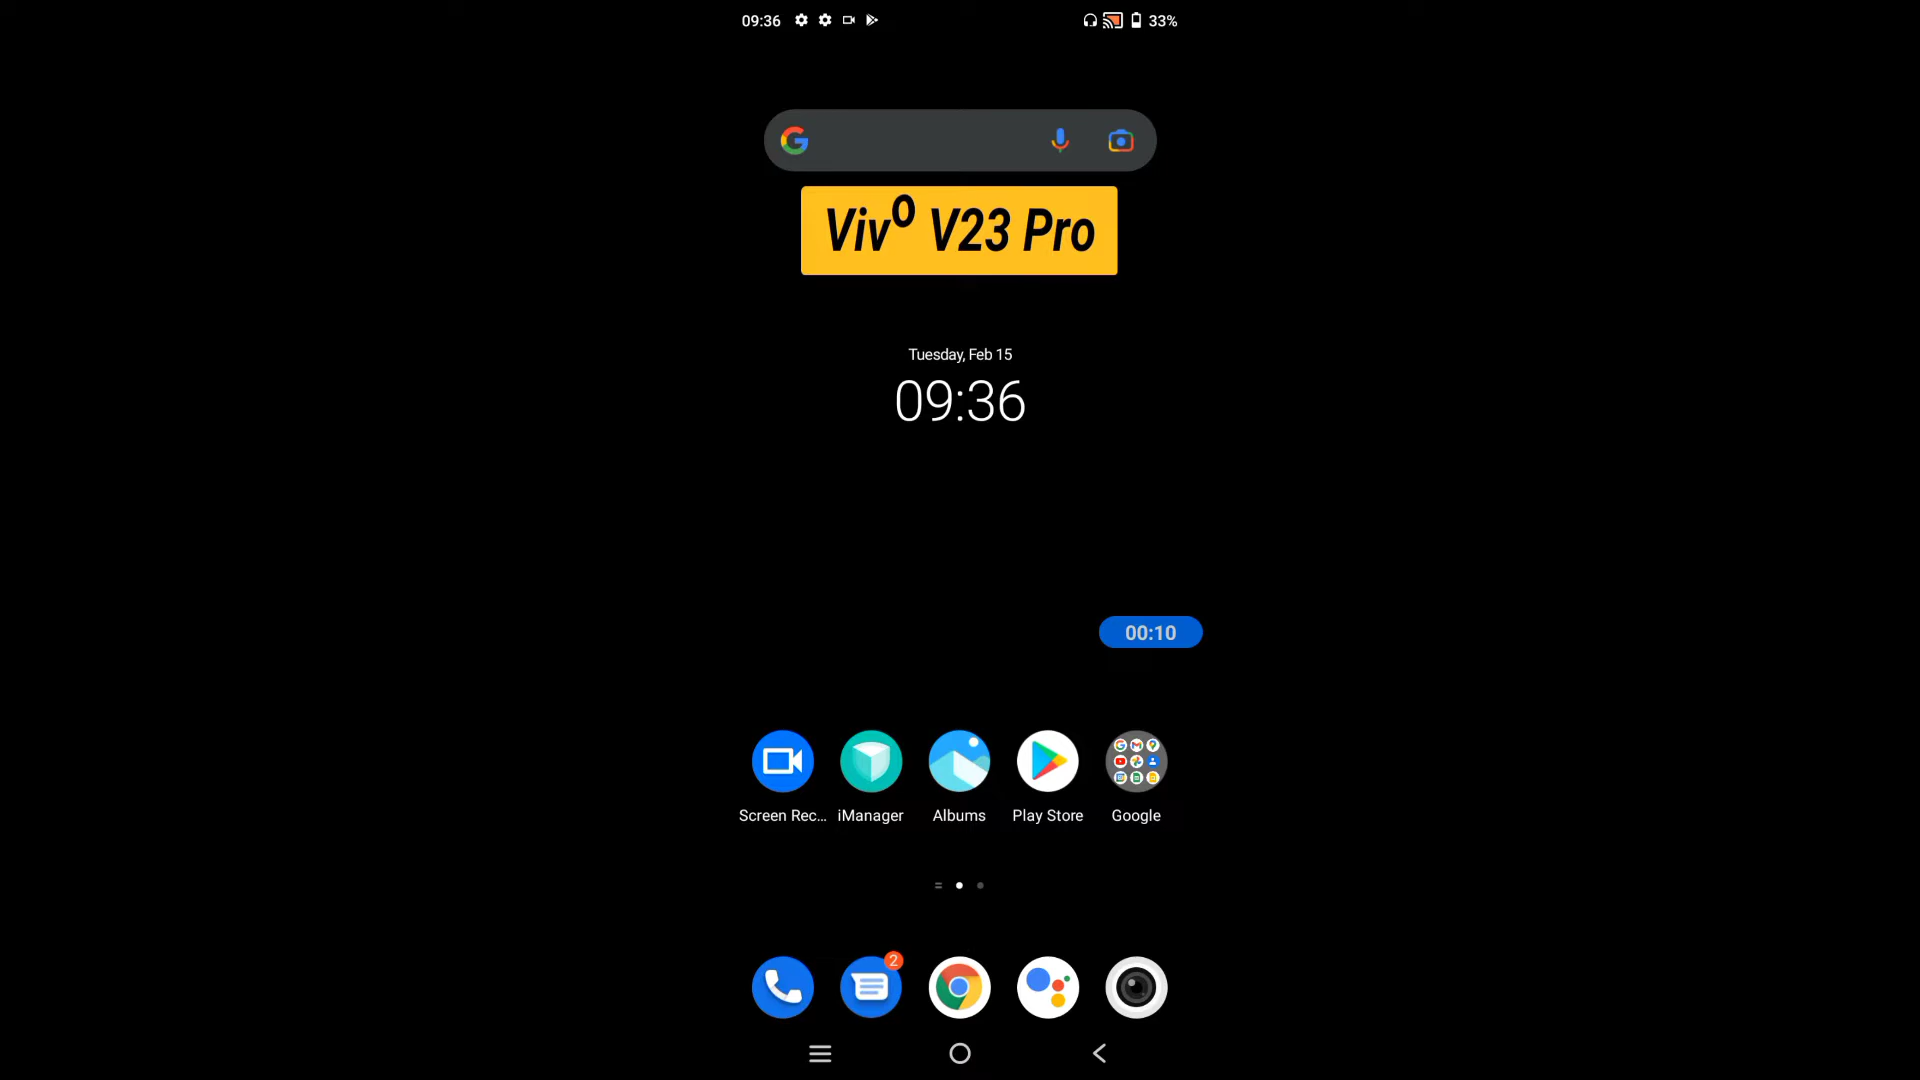 09:36
33%
Vivo V23 Pro
Tuesday, Feb 15
09:36
00:10
Screen Rec... iManager Albums Play Store Google
2